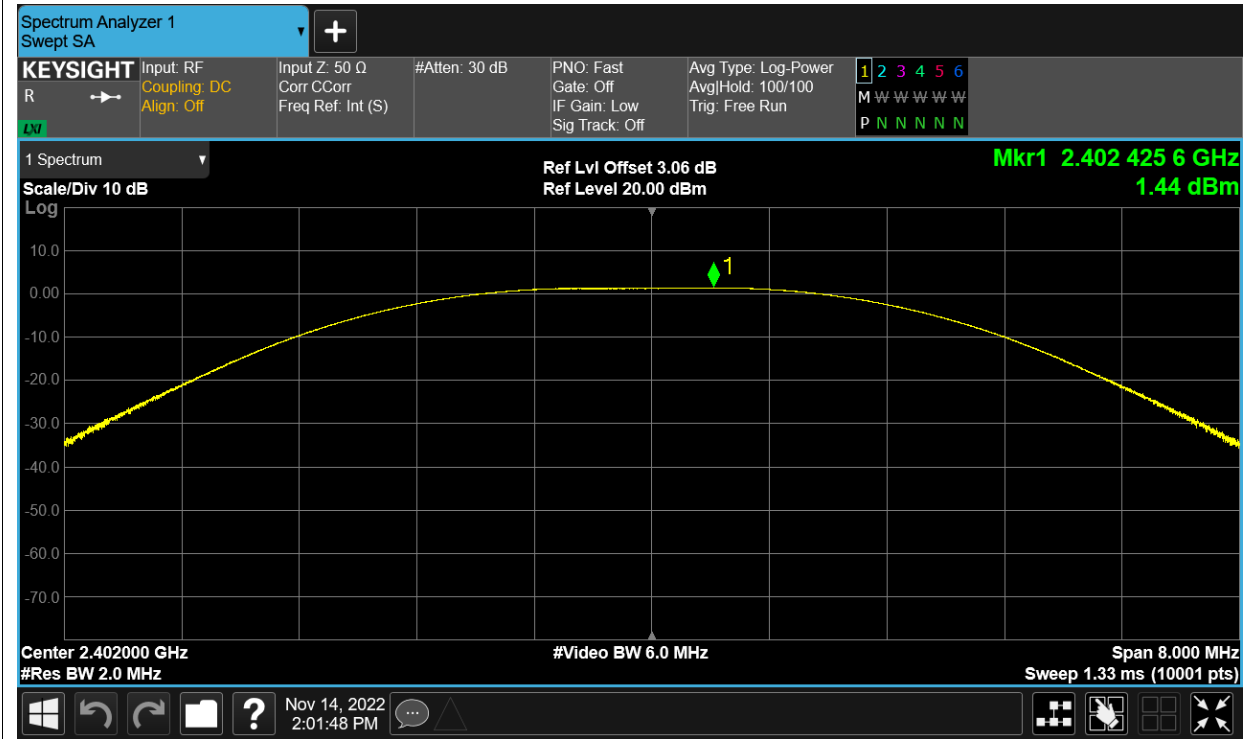 Spectrum Analyzer 1
Swept SA
KEYSIGHT
R
LXI
Input: RF
Coupling: DC
Align: Off
Input Z: 50 Ω
Corr CCorr
Freq Ref: Int (S)
#Atten: 30 dB
PNO: Fast
Gate: Off
IF Gain: Low
Sig Track: Off
Avg Type: Log-Power
Avg|Hold: 100/100
Trig: Free Run
1 2 3 4 5 6
M W W W W W
P N N N N N
1 Spectrum
Scale/Div 10 dB
Log
Ref Lvl Offset 3.06 dB
Ref Level 20.00 dBm
Mkr1 2.402 425 6 GHz
1.44 dBm
1
10.0
0.00
-10.0
-20.0
-30.0
-40.0
-50.0
-60.0
-70.0
Center 2.402000 GHz
#Video BW 6.0 MHz
Span 8.000 MHz
#Res BW 2.0 MHz
Sweep 1.33 ms (10001 pts)
?
Nov 14, 2022
2:01:48 PM